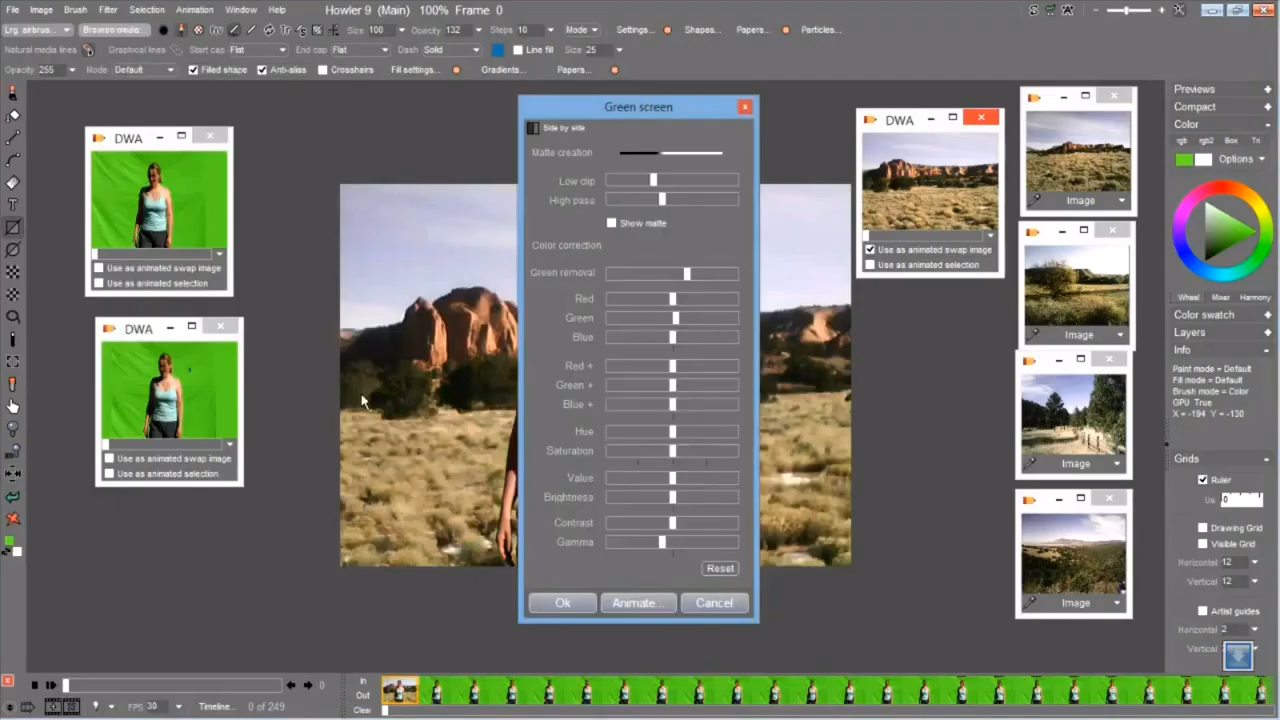 File Image Brush Filter Selection Animation Window Help Howler 9 (Main) 100% Frame 0
Lrg. airbrus... Browse media... Size 100 Opacity 132 Steps 10 Mode Settings... Shapes... Papers... Particles...
Natural media lines Graphical lines Start cap Flat End cap Flat Dash Solid Line fill Size 25
Opacity 255 Mode Default Filled shape Anti-alias Crosshairs Fill settings... Gradients... Papers...
DWA
Use as animated swap image
Use as animated selection
DWA
Use as animated swap image
Use as animated selection
Green screen
Side by side
Matte creation
Low clip
High pass
Show matte
Color correction
Green removal
Red
Green
Blue
Red +
Green +
Blue +
Hue
Saturation
Value
Brightness
Contrast
Gamma
Reset
Ok Animate... Cancel
DWA
Use as animated swap image
Use as animated selection
Image
Image
Image
Image
Previews
Compact
Color
rgb rgb2 Box Tri
Options
Wheel Mixer Harmony
Color swatch
Layers
Info
Paint mode = Default
Fill mode = Default
Brush mode = Color
GPU True
X = -194 Y = -130
Grids
Ruler
0
Drawing Grid
Visible Grid
Horizontal 12
Vertical 12
Artist guides
Horizontal 2
Vertical
0
FPS 30 Timeline... 0 of 249
In
Out
Clear